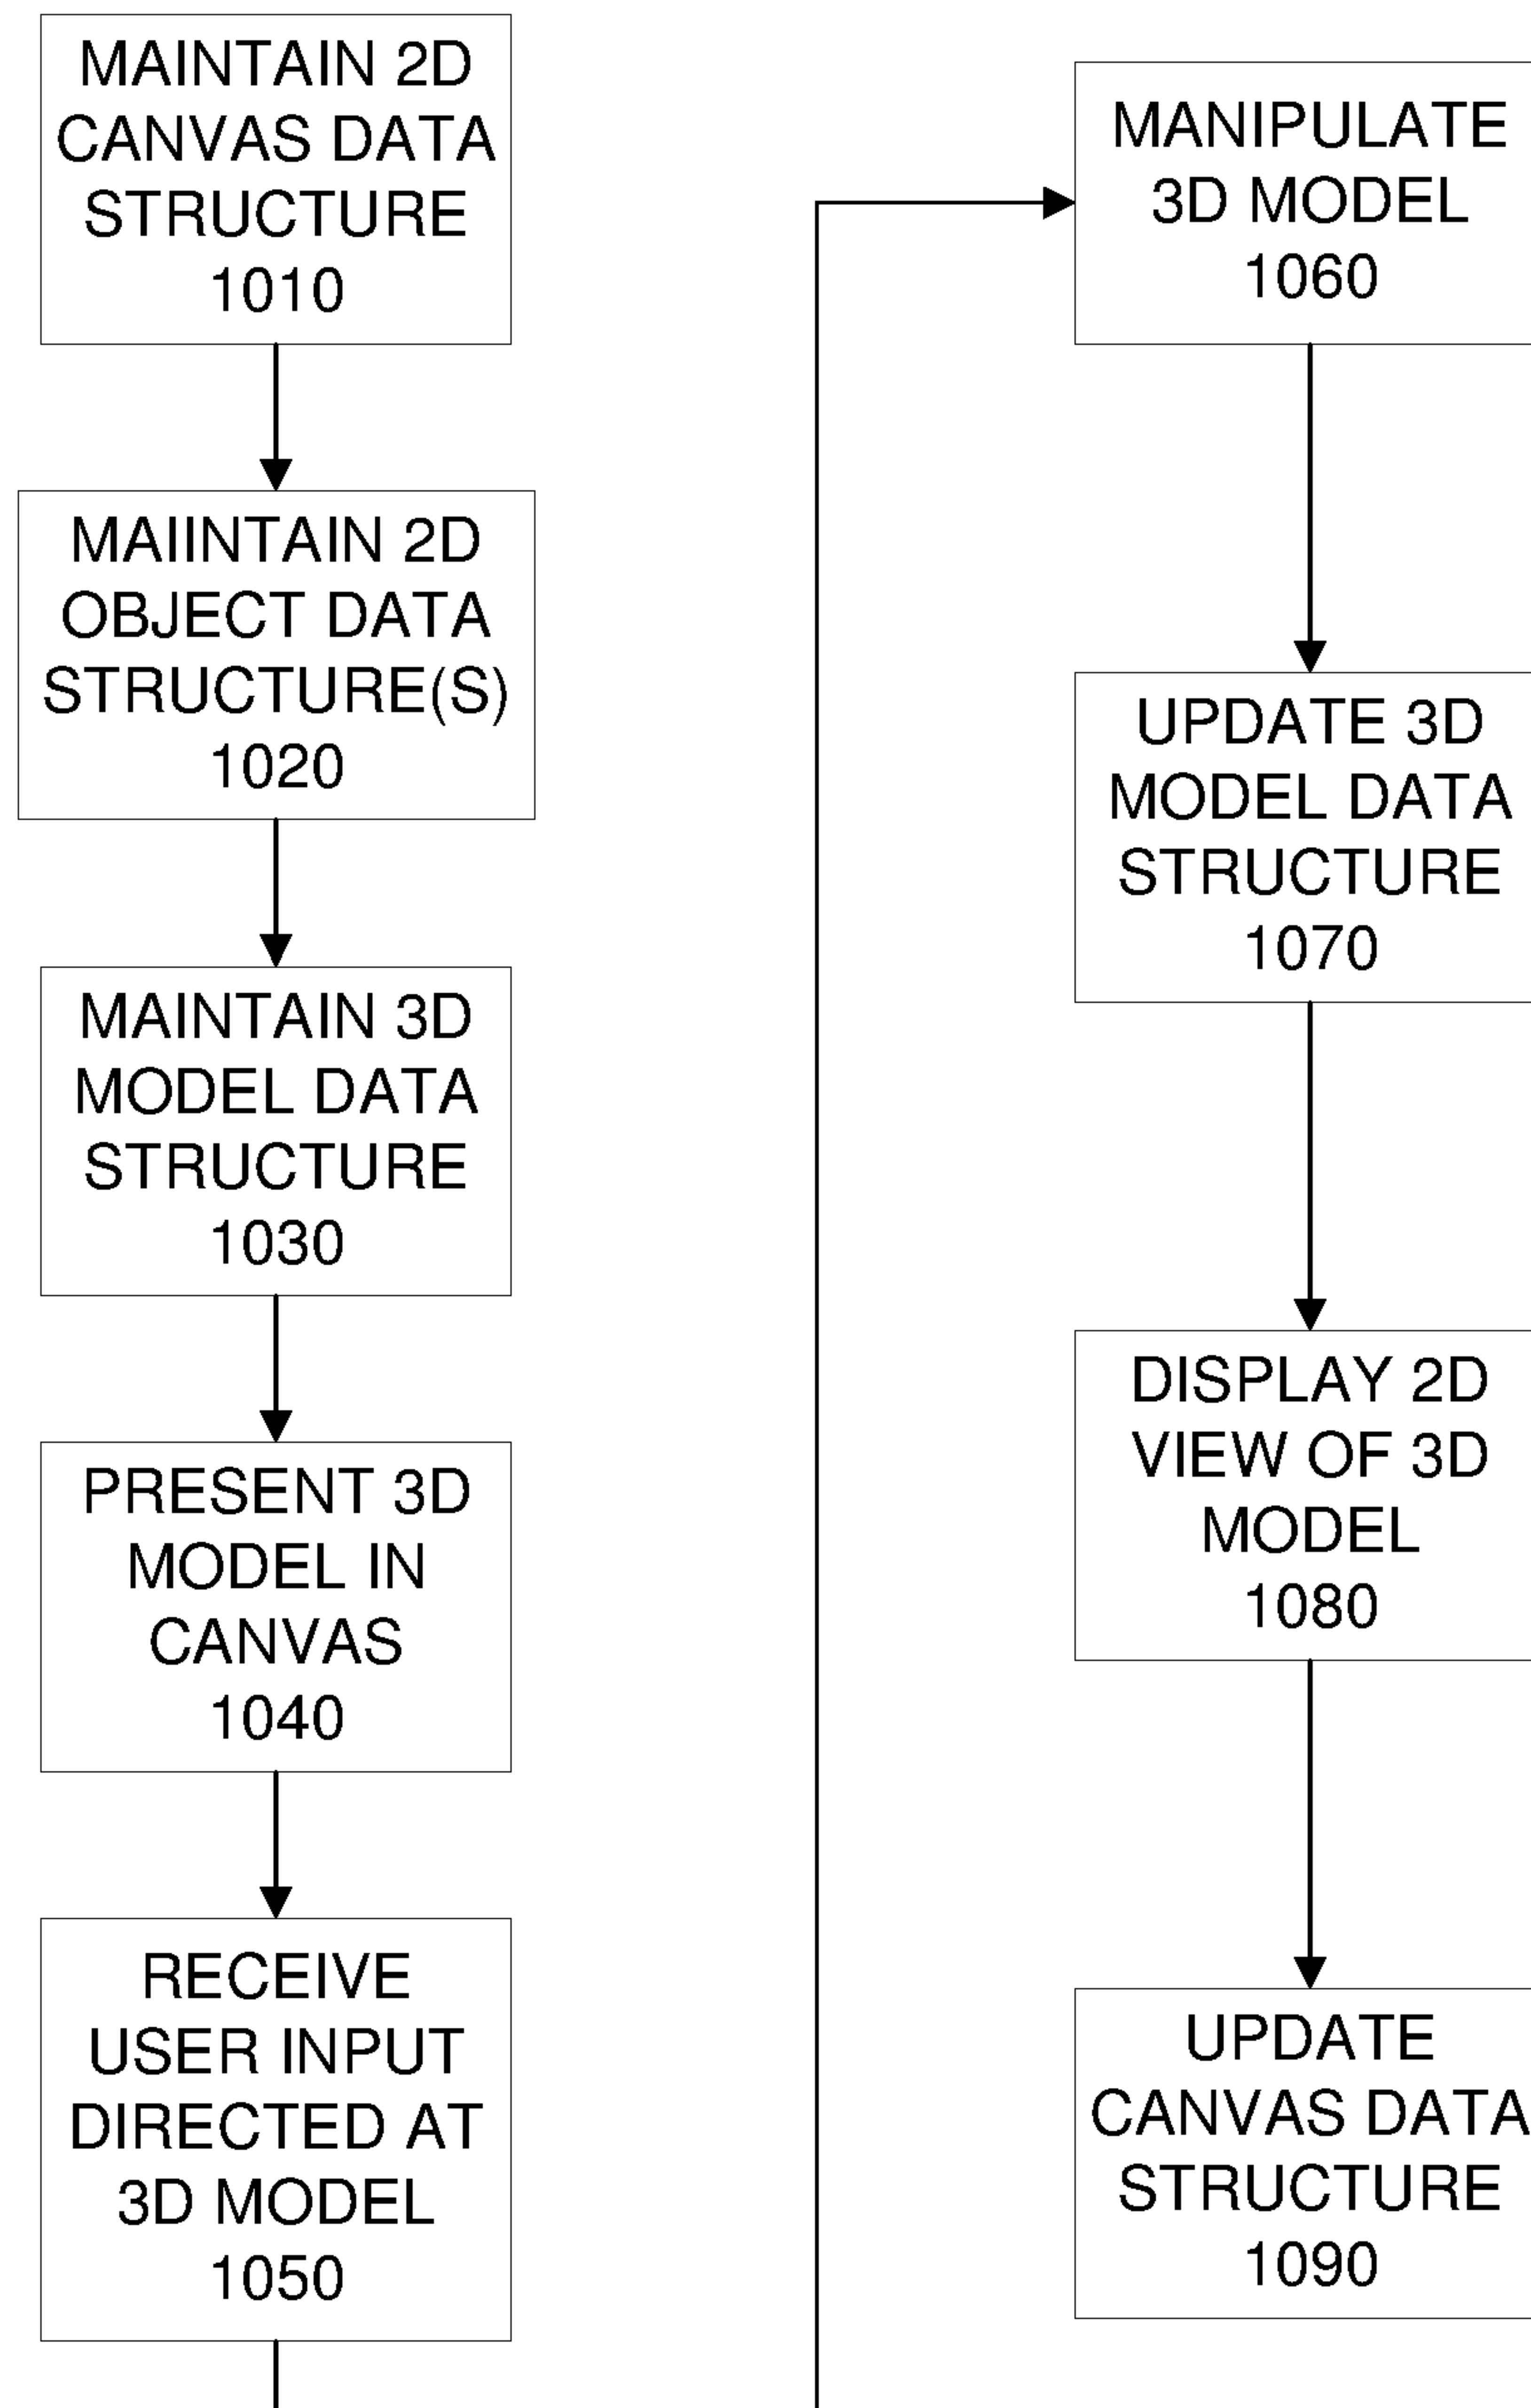 MAINTAIN 2D
CANVAS DATA
STRUCTURE
1010
MAIINTAIN 2D
OBJECT DATA
STRUCTURE(S)
1020
MAINTAIN 3D
MODEL DATA
STRUCTURE
1030
PRESENT 3D
MODEL IN
CANVAS
1040
RECEIVE
USER INPUT
DIRECTED AT
3D MODEL
1050
MANIPULATE
3D MODEL
1060
UPDATE 3D
MODEL DATA
STRUCTURE
1070
DISPLAY 2D
VIEW OF 3D
MODEL
1080
UPDATE
CANVAS DATA
STRUCTURE
1090